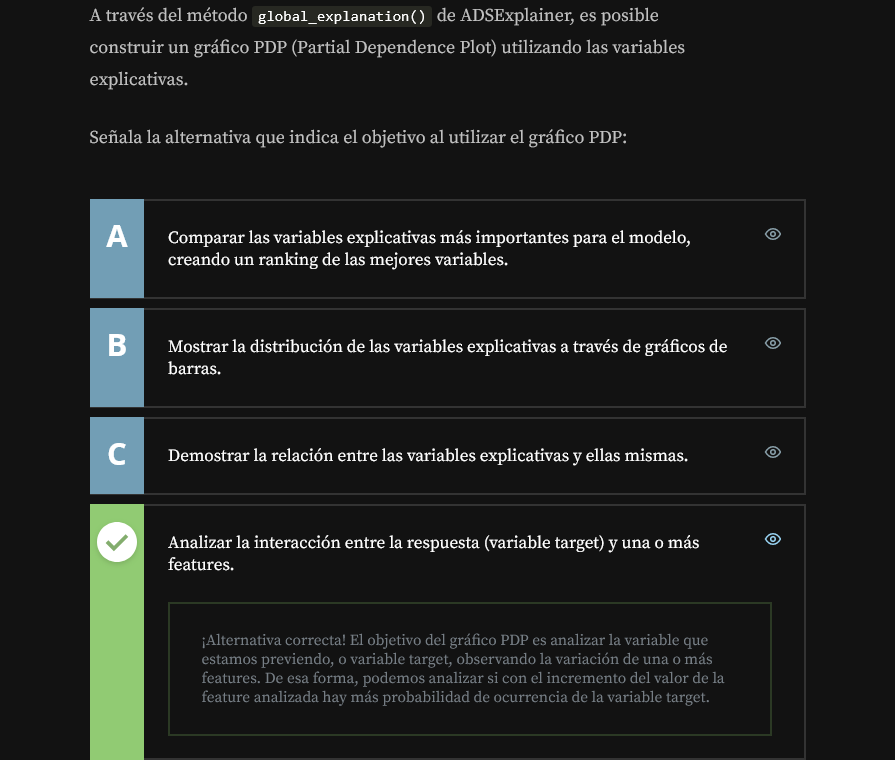 A través del método global_explanation() de ADSExplainer, es posible
construir un gráfico PDP (Partial Dependence Plot) utilizando las variables
explicativas.
Señala la alternativa que indica el objetivo al utilizar el gráfico PDP:
A
Comparar las variables explicativas más importantes para el modelo,
creando un ranking de las mejores variables.
B
Mostrar la distribución de las variables explicativas a través de gráficos de
barras.
C
Demostrar la relación entre las variables explicativas y ellas mismas.
Analizar la interacción entre la respuesta (variable target) y una o más
features.
¡Alternativa correcta! El objetivo del gráfico PDP es analizar la variable que
estamos previendo, o variable target, observando la variación de una o más
features. De esa forma, podemos analizar si con el incremento del valor de la
feature analizada hay más probabilidad de ocurrencia de la variable target.